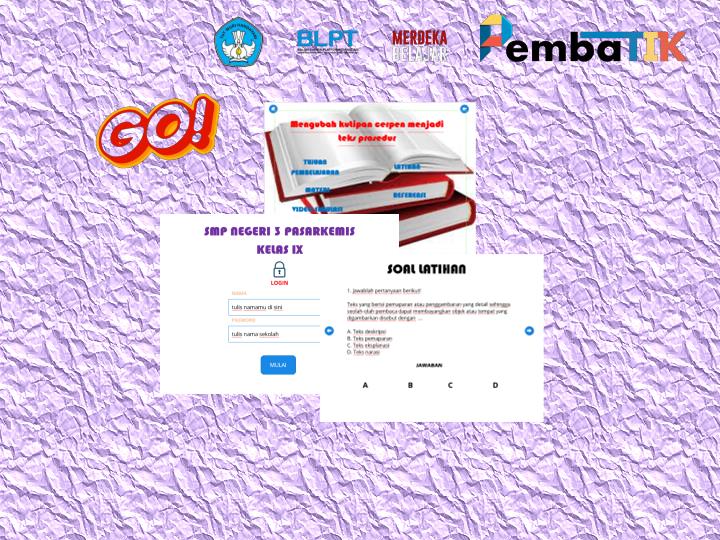 BLPT
MERDEKA
BELAJAR
PembaTIK
GO!
Mengubah kutipan cerpen menjadi
teks prosedur
TUJUAN
PEMBELAJARAN
LATIHAN
MATERI
REFERENSI
SMP NEGERI 3 PASARKEMIS
KELAS IX
LOGIN
NAMA
tulis namamu di sini
PASWORD
tulis nama sekolah
MULAI
SOAL LATIHAN
1. Jawablah pertanyaan berikut!
Teks yang berisi pemaparan atau penggambaran yang detail sehingga
seolah-olah pembaca dapat membayangkan objek atau tempat yang
digambarkan disebut dengan ....
A. Teks deskripsi
B. Teks pemaparan
C. Teks eksplanasi
D. Teks narasi
JAWABAN
A B C D